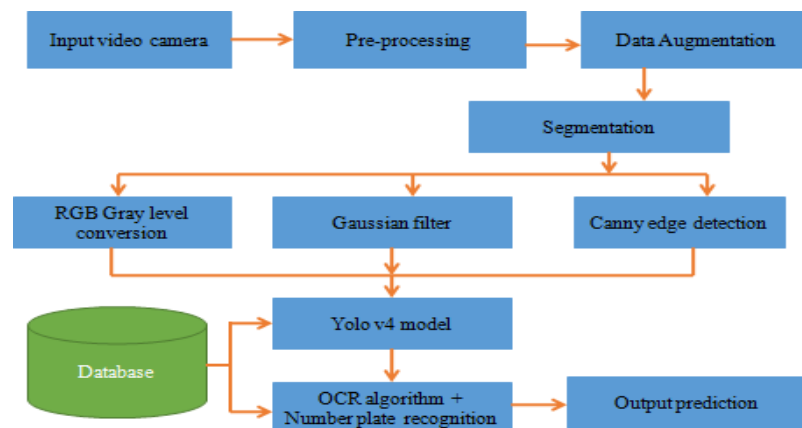 Input video camera
Pre-processing
Data Augmentation
Segmentation
RGB Gray level
conversion
Gaussian filter
Canny edge detection
Yolo v4 model
Database
OCR algorithm +
Number plate recognition
Output prediction